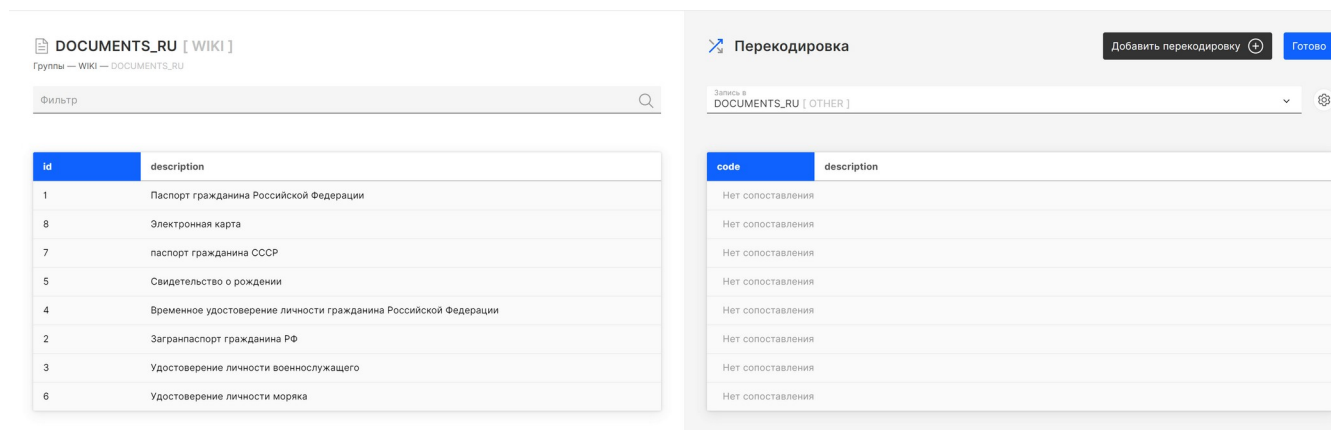 DOCUMENTS_RU [ WIKI ]
Группы — WIKI — DOCUMENTS_RU
Фильтр
id description
1 Паспорт гражданина Российской Федерации
8 Электронная карта
7 паспорт гражданина СССР
5 Свидетельство о рождении
4 Временное удостоверение личности гражданина Российской Федерации
2 Загранпаспорт гражданина РФ
3 Удостоверение личности военнослужащего
6 Удостоверение личности моряка
Перекодировка
Добавить перекодировку
Готово
Запись в
DOCUMENTS_RU [ OTHER ]
code description
Нет сопоставления
Нет сопоставления
Нет сопоставления
Нет сопоставления
Нет сопоставления
Нет сопоставления
Нет сопоставления
Нет сопоставления